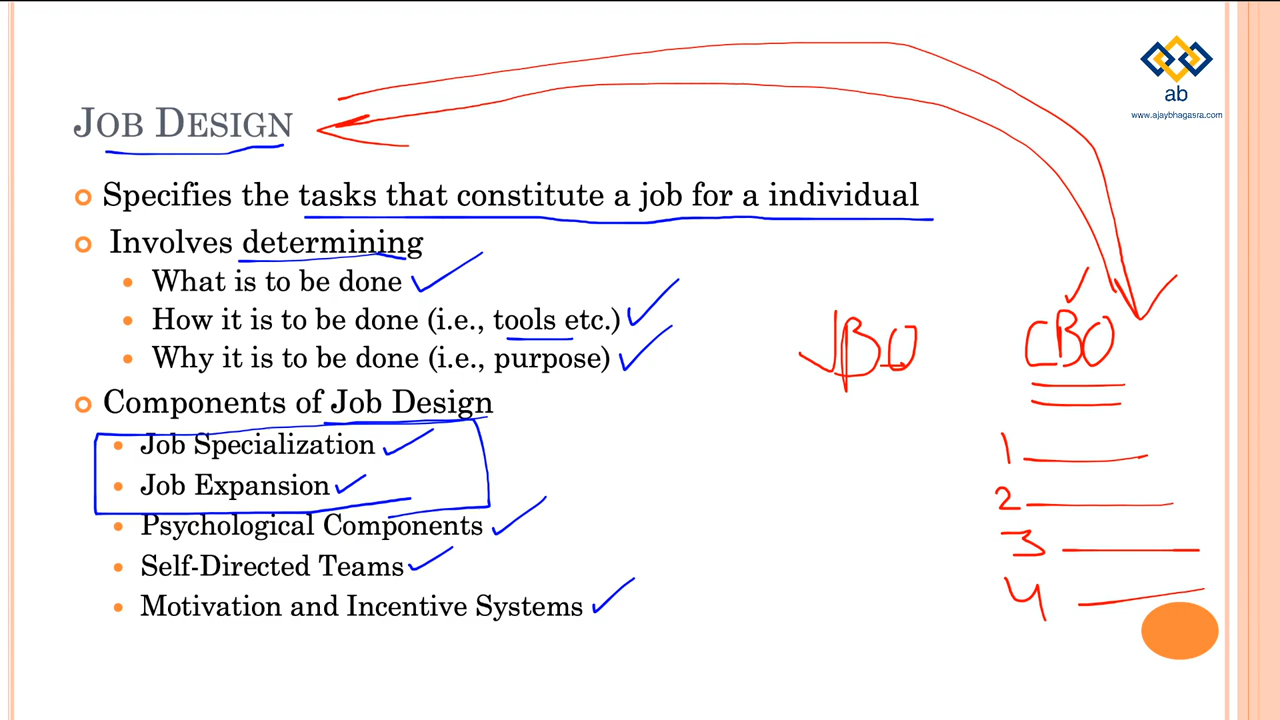 ab
www.ajaybhagasra.com
JOB DESIGN
Specifies the tasks that constitute a job for a individual
Involves determining
What is to be done
How it is to be done (i.e., tools etc.)
Why it is to be done (i.e., purpose)
Components of Job Design
Job Specialization
Job Expansion
Psychological Components
Self-Directed Teams
Motivation and Incentive Systems
JBO
CBO
1
2
3
4